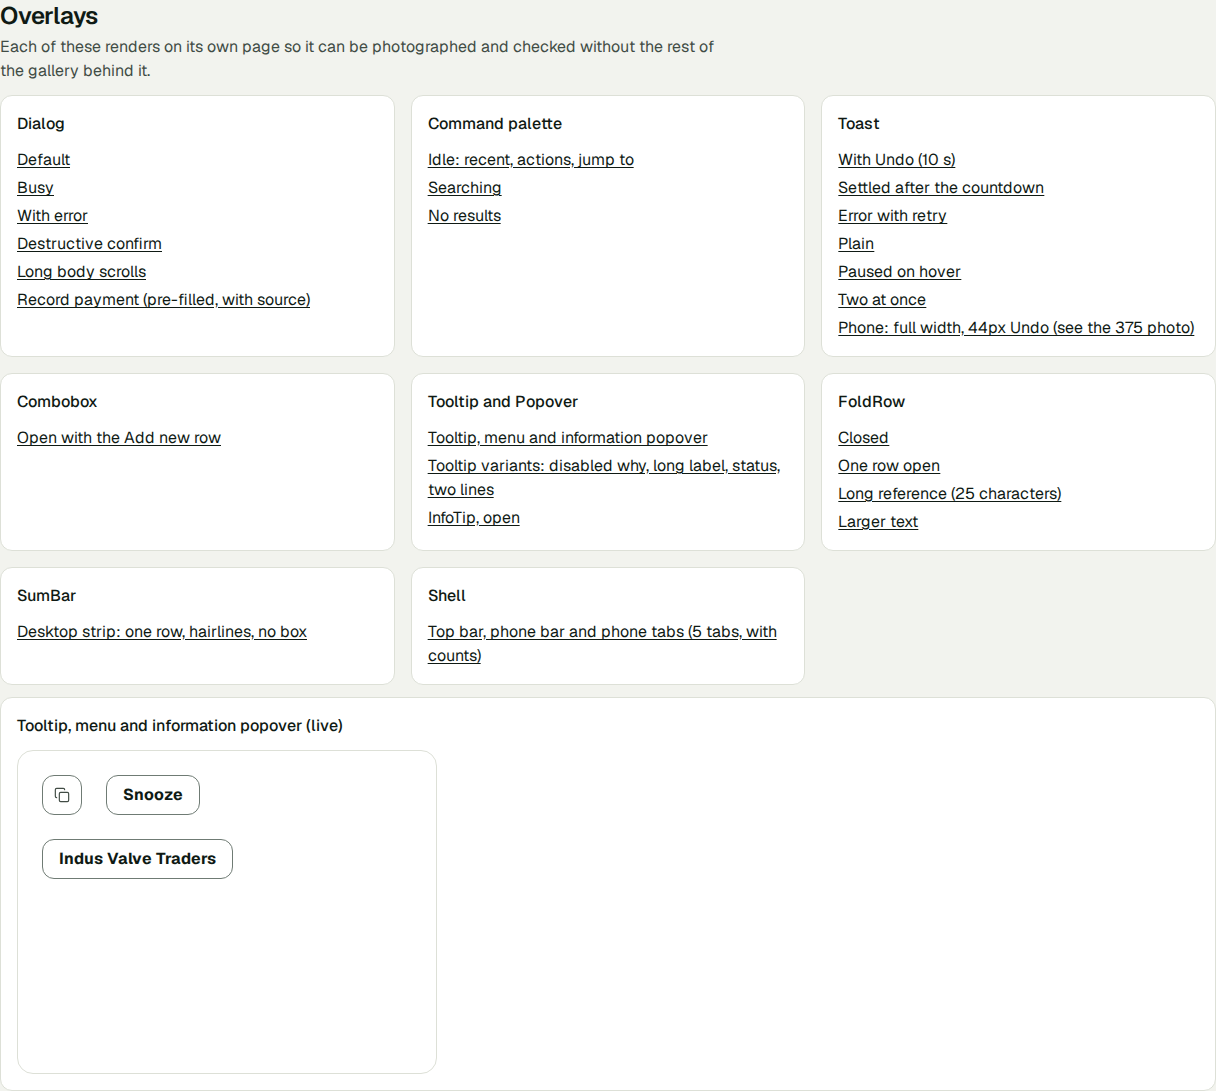 Overlays
Each of these renders on its own page so it can be photographed and checked without the rest of
the gallery behind it.
Dialog
Default
Busy
With error
Destructive confirm
Long body scrolls
Record payment (pre-filled, with source)
Command palette
Idle: recent, actions, jump to
Searching
No results
Toast
With Undo (10 s)
Settled after the countdown
Error with retry
Plain
Paused on hover
Two at once
Phone: full width, 44px Undo (see the 375 photo)
Combobox
Open with the Add new row
Tooltip and Popover
Tooltip, menu and information popover
Tooltip variants: disabled why, long label, status,
two lines
InfoTip, open
FoldRow
Closed
One row open
Long reference (25 characters)
Larger text
SumBar
Desktop strip: one row, hairlines, no box
Shell
Top bar, phone bar and phone tabs (5 tabs, with
counts)
Tooltip, menu and information popover (live)
Snooze
Indus Valve Traders